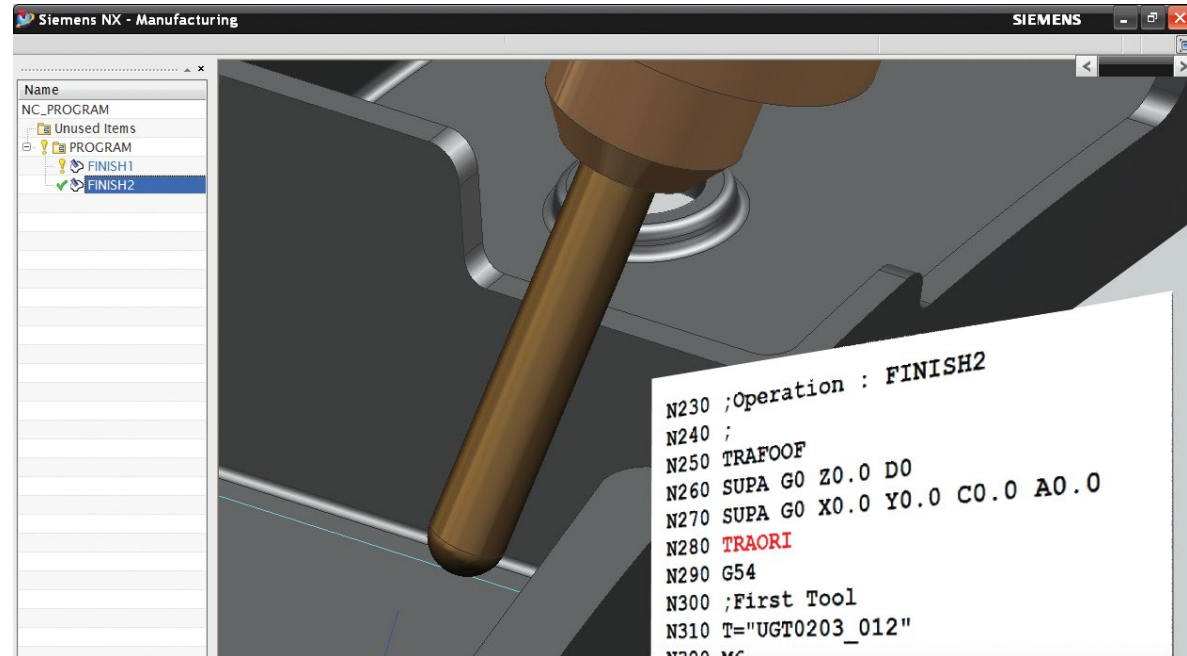 Siemens NX - Manufacturing
SIEMENS
Name
NC_PROGRAM
Unused Items
PROGRAM
FINISH1
FINISH2
N230 ;Operation : FINISH2
N240 ;
N250 TRAFOOF
N260 SUPA G0 Z0.0 D0
N270 SUPA G0 X0.0 Y0.0 C0.0 A0.0
N280 TRAORI
N290 G54
N300 ;First Tool
N310 T="UGT0203_012"